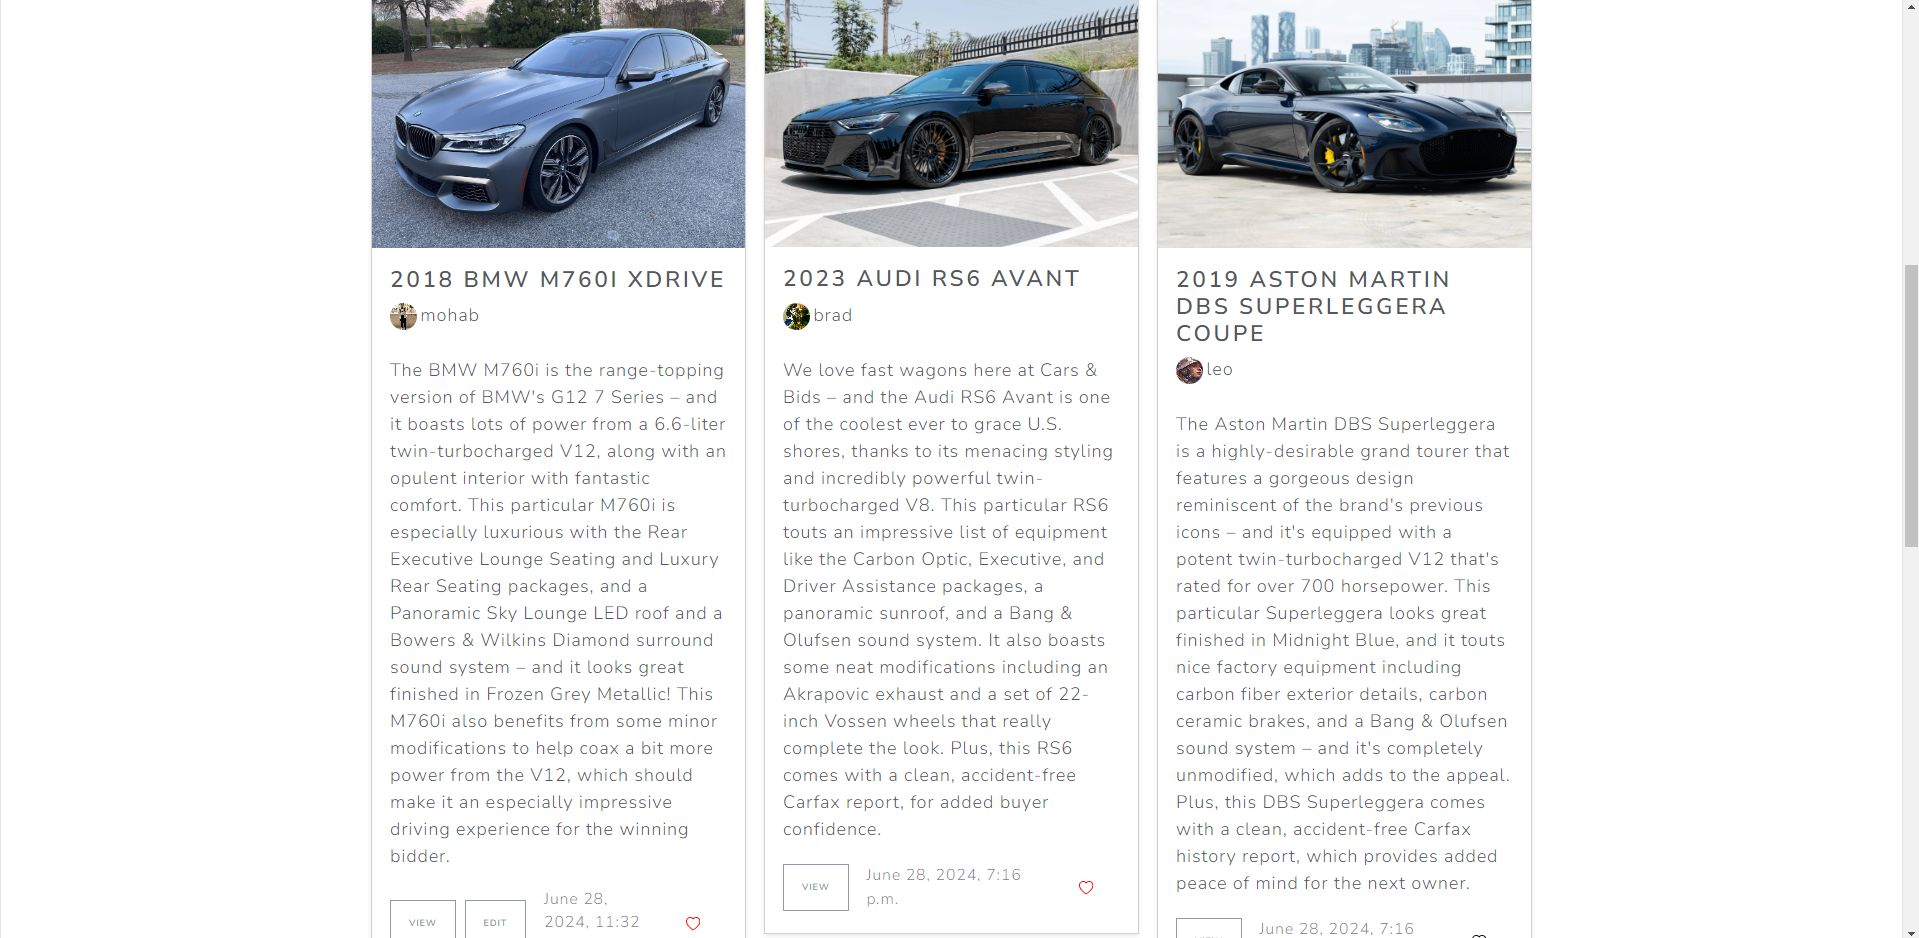 2018 BMW M760I XDRIVE
mohab
The BMW M760i is the range-topping
version of BMW's G12 7 Series – and
it boasts lots of power from a 6.6-liter
twin-turbocharged V12, along with an
opulent interior with fantastic
comfort. This particular M760i is
especially luxurious with the Rear
Executive Lounge Seating and Luxury
Rear Seating packages, and a
Panoramic Sky Lounge LED roof and a
Bowers & Wilkins Diamond surround
sound system – and it looks great
finished in Frozen Grey Metallic! This
M760i also benefits from some minor
modifications to help coax a bit more
power from the V12, which should
make it an especially impressive
driving experience for the winning
bidder.
VIEW
EDIT
June 28,
2024, 11:32
2023 AUDI RS6 AVANT
brad
We love fast wagons here at Cars &
Bids – and the Audi RS6 Avant is one
of the coolest ever to grace U.S.
shores, thanks to its menacing styling
and incredibly powerful twin-
turbocharged V8. This particular RS6
touts an impressive list of equipment
like the Carbon Optic, Executive, and
Driver Assistance packages, a
panoramic sunroof, and a Bang &
Olufsen sound system. It also boasts
some neat modifications including an
Akrapovic exhaust and a set of 22-
inch Vossen wheels that really
complete the look. Plus, this RS6
comes with a clean, accident-free
Carfax report, for added buyer
confidence.
VIEW
June 28, 2024, 7:16
p.m.
2019 ASTON MARTIN
DBS SUPERLEGGERA
COUPE
leo
The Aston Martin DBS Superleggera
is a highly-desirable grand tourer that
features a gorgeous design
reminiscent of the brand's previous
icons – and it's equipped with a
potent twin-turbocharged V12 that's
rated for over 700 horsepower. This
particular Superleggera looks great
finished in Midnight Blue, and it touts
nice factory equipment including
carbon fiber exterior details, carbon
ceramic brakes, and a Bang & Olufsen
sound system – and it's completely
unmodified, which adds to the appeal.
Plus, this DBS Superleggera comes
with a clean, accident-free Carfax
history report, which provides added
peace of mind for the next owner.
June 28, 2024, 7:16